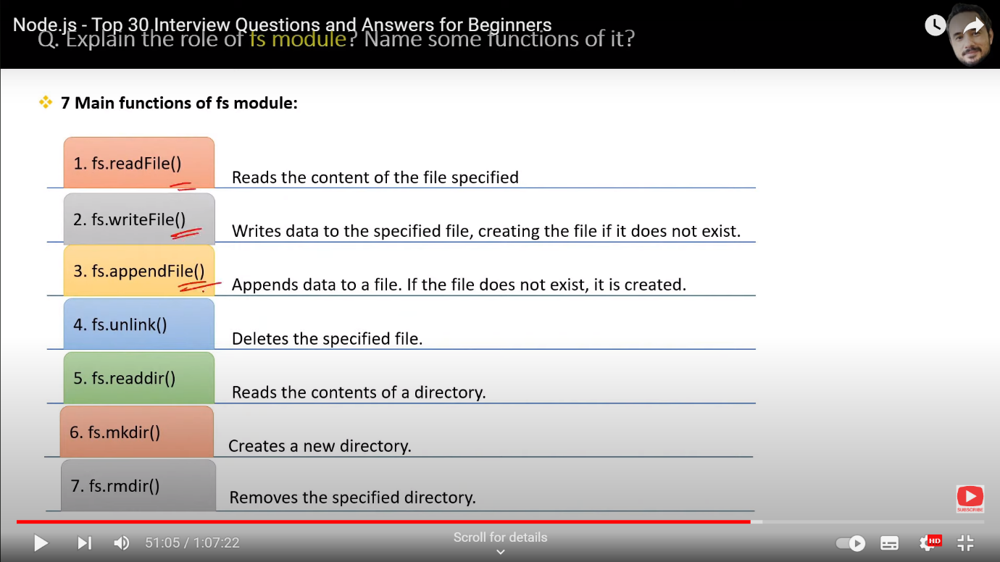 Node.js - Top 30 Interview Questions and Answers for Beginners
Q. Explain the role of fs module? Name some functions of it?
7 Main functions of fs module:
1. fs.readFile()
Reads the content of the file specified
2. fs.writeFile()
Writes data to the specified file, creating the file if it does not exist.
3. fs.appendFile()
Appends data to a file. If the file does not exist, it is created.
4. fs.unlink()
Deletes the specified file.
5. fs.readdir()
Reads the contents of a directory.
6. fs.mkdir()
Creates a new directory.
7. fs.rmdir()
Removes the specified directory.
SUBSCRIBE
51:05 / 1:07:22
Scroll for details
HD